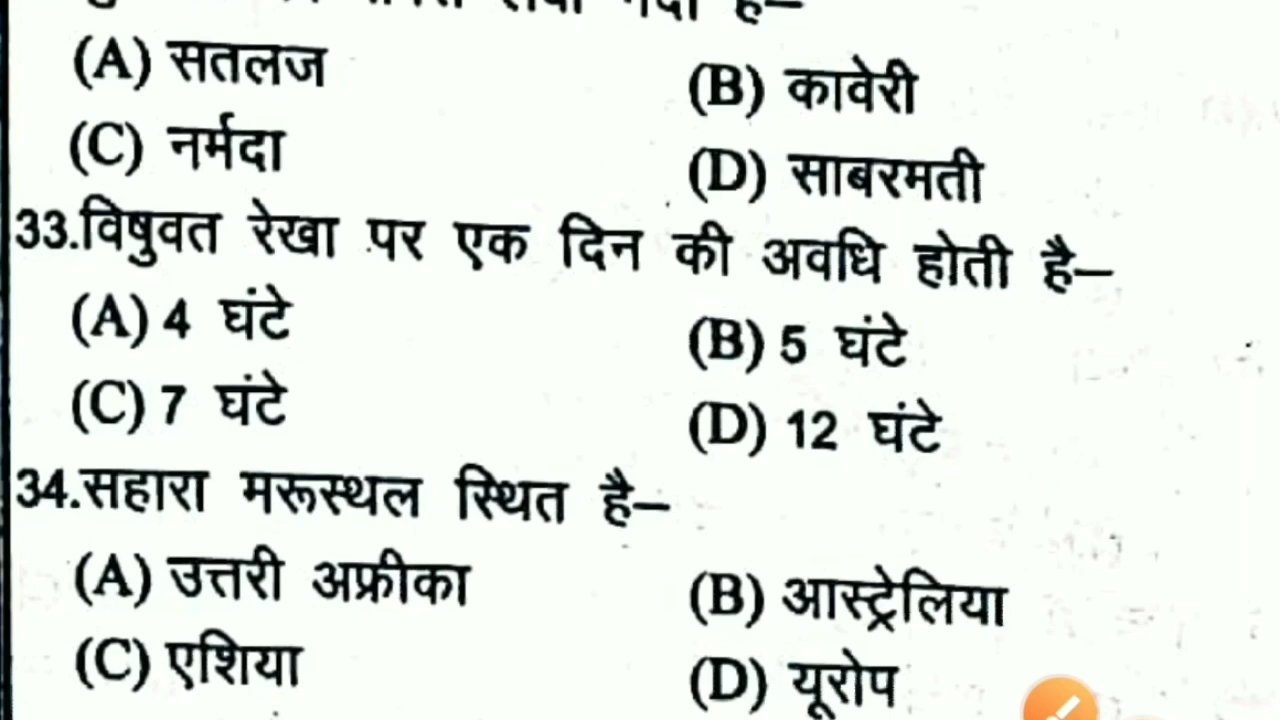 है–
(A) सतलज (B) कावेरी
(C) नर्मदा (D) साबरमती
33.विषुवत रेखा पर एक दिन की अवधि होती है–
(A) 4 घंटे (B) 5 घंटे
(C) 7 घंटे (D) 12 घंटे
34.सहारा मरूस्थल स्थित है–
(A) उत्तरी अफ्रीका (B) आस्ट्रेलिया
(C) एशिया (D) यूरोप